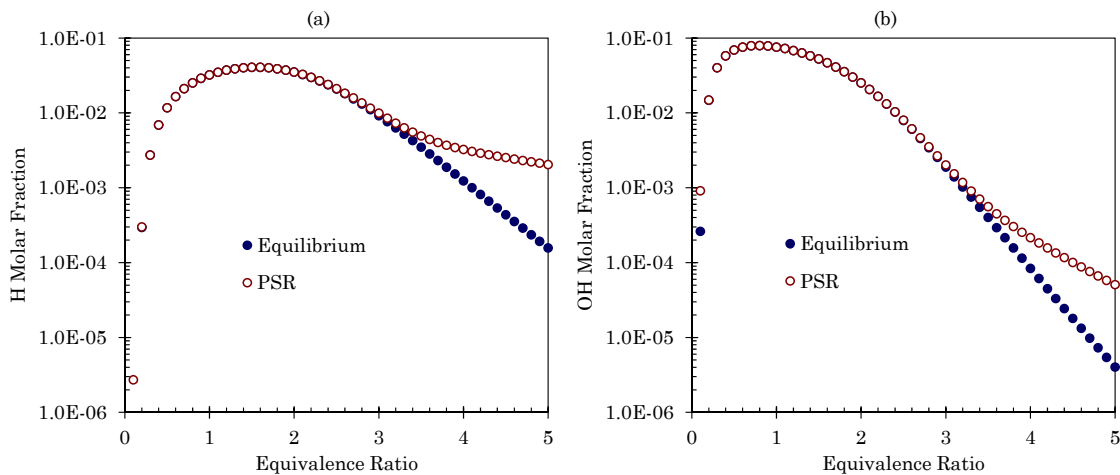 (a)
H Molar Fraction
1.0E-01
1.0E-02
1.0E-03
1.0E-04
1.0E-05
1.0E-06
Equilibrium
PSR
0 1 2 3 4 5
Equivalence Ratio
(b)
OH Molar Fraction
1.0E-01
1.0E-02
1.0E-03
1.0E-04
1.0E-05
1.0E-06
Equilibrium
PSR
0 1 2 3 4 5
Equivalence Ratio